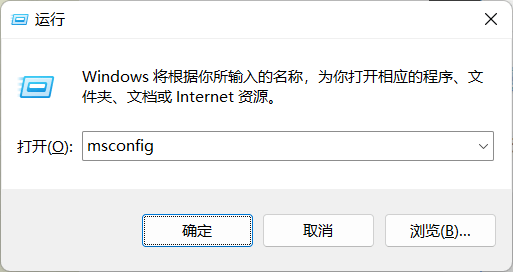 运行
Windows 将根据你所输入的名称，为你打开相应的程序、文
件夹、文档或 Internet 资源。
打开(O): msconfig
确定 取消 浏览(B)...